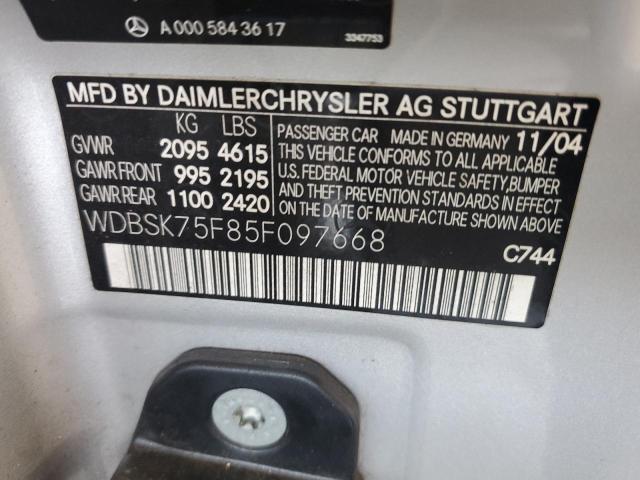 A 000 584 36 17
3347753
MFD BY DAIMLERCHRYSLER AG STUTTGART
KG LBS
GVWR 2095 4615
GAWR FRONT 995 2195
GAWR REAR 1100 2420
PASSENGER CAR MADE IN GERMANY 11/04
THIS VEHICLE CONFORMS TO ALL APPLICABLE
U.S. FEDERAL MOTOR VEHICLE SAFETY, BUMPER
AND THEFT PREVENTION STANDARDS IN EFFECT
ON THE DATE OF MANUFACTURE SHOWN ABOVE.
WDBSK75F85F097668
C744